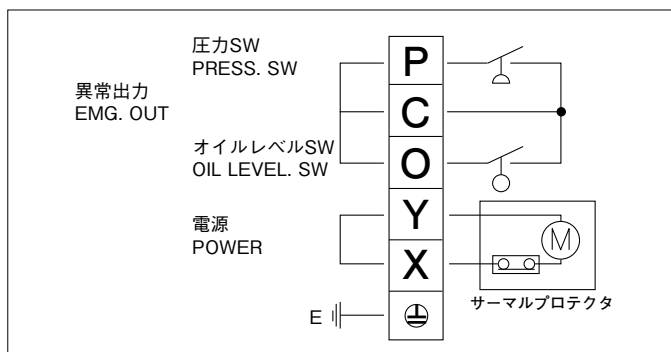 圧力SW
PRESS. SW
異常出力
EMG. OUT
オイルレベルSW
OIL LEVEL. SW
電源
POWER
E
P
C
O
Y
X
M
サーマルプロテクタ